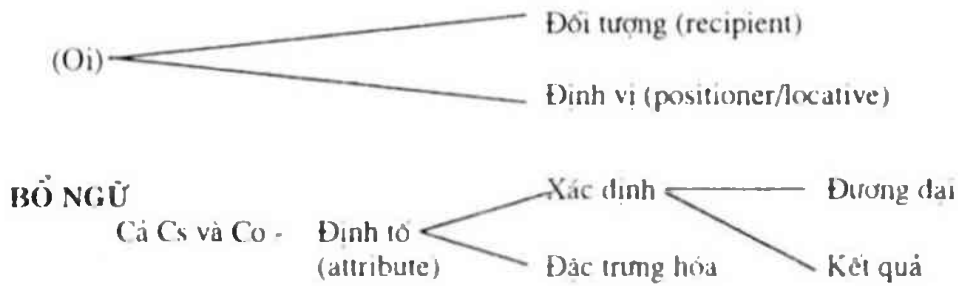 Đối tượng (recipient)
(Oi)
Định vị (positioner/locative)
BỔ NGỮ
Xác định Đương đại
Cả Cs và Co - Định tố
(attribute) Đặc trưng hóa Kết quả